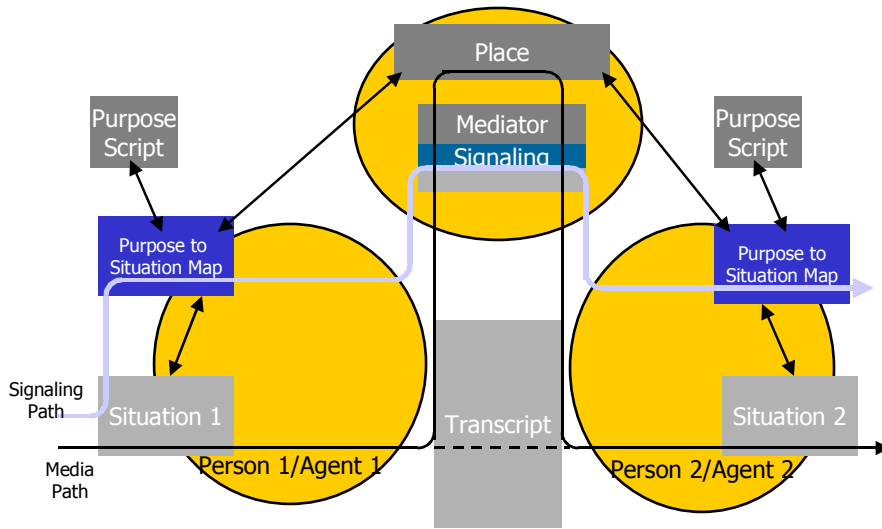 Place
Purpose
Script
Mediator
Signaling
Purpose
Script
Purpose to
Situation Map
Purpose to
Situation Map
Signaling
Path
Situation 1
Transcript
Situation 2
Media
Path
Person 1/Agent 1
Person 2/Agent 2